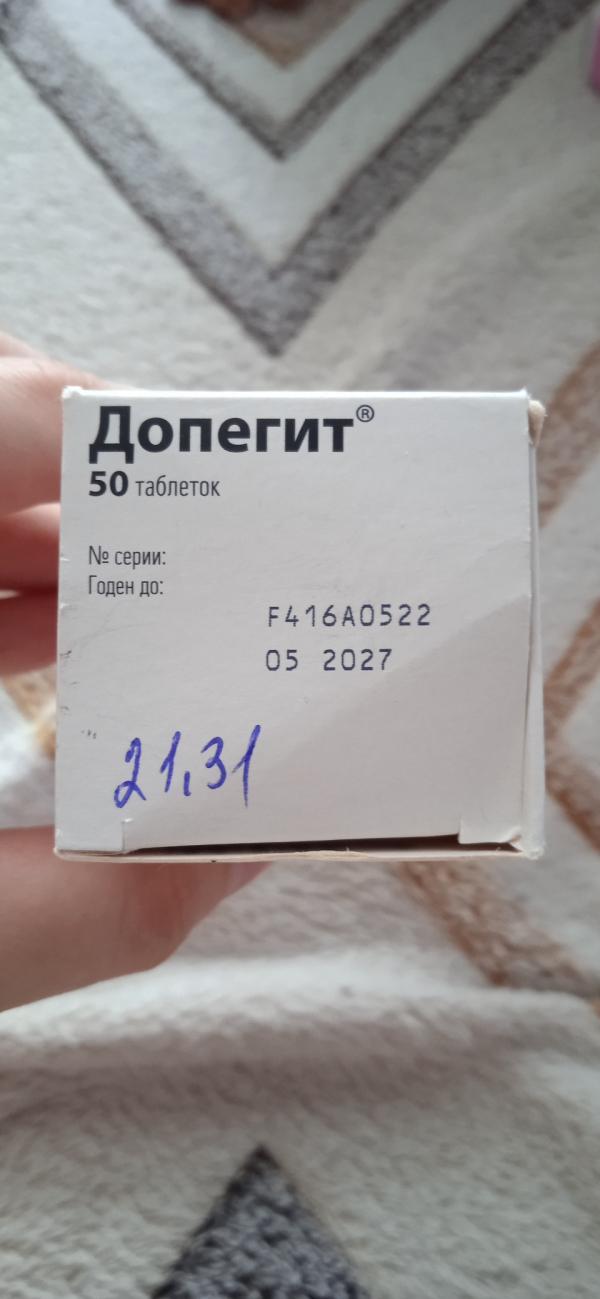 Допегит®
50 таблеток
№ серии:
Годен до:
F416A0522
05 2027
21,31